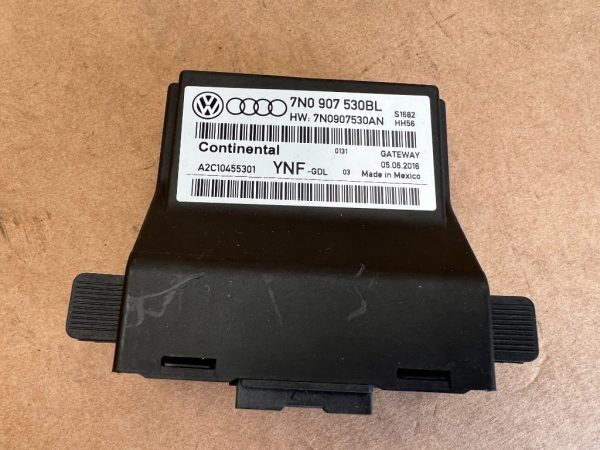 7N0 907 530BL
HW: 7N0907530AN
S1682
HH56
Continental
0131
GATEWAY
05.06.2016
A2C10455301
YNF-GDL
03
Made in Mexico